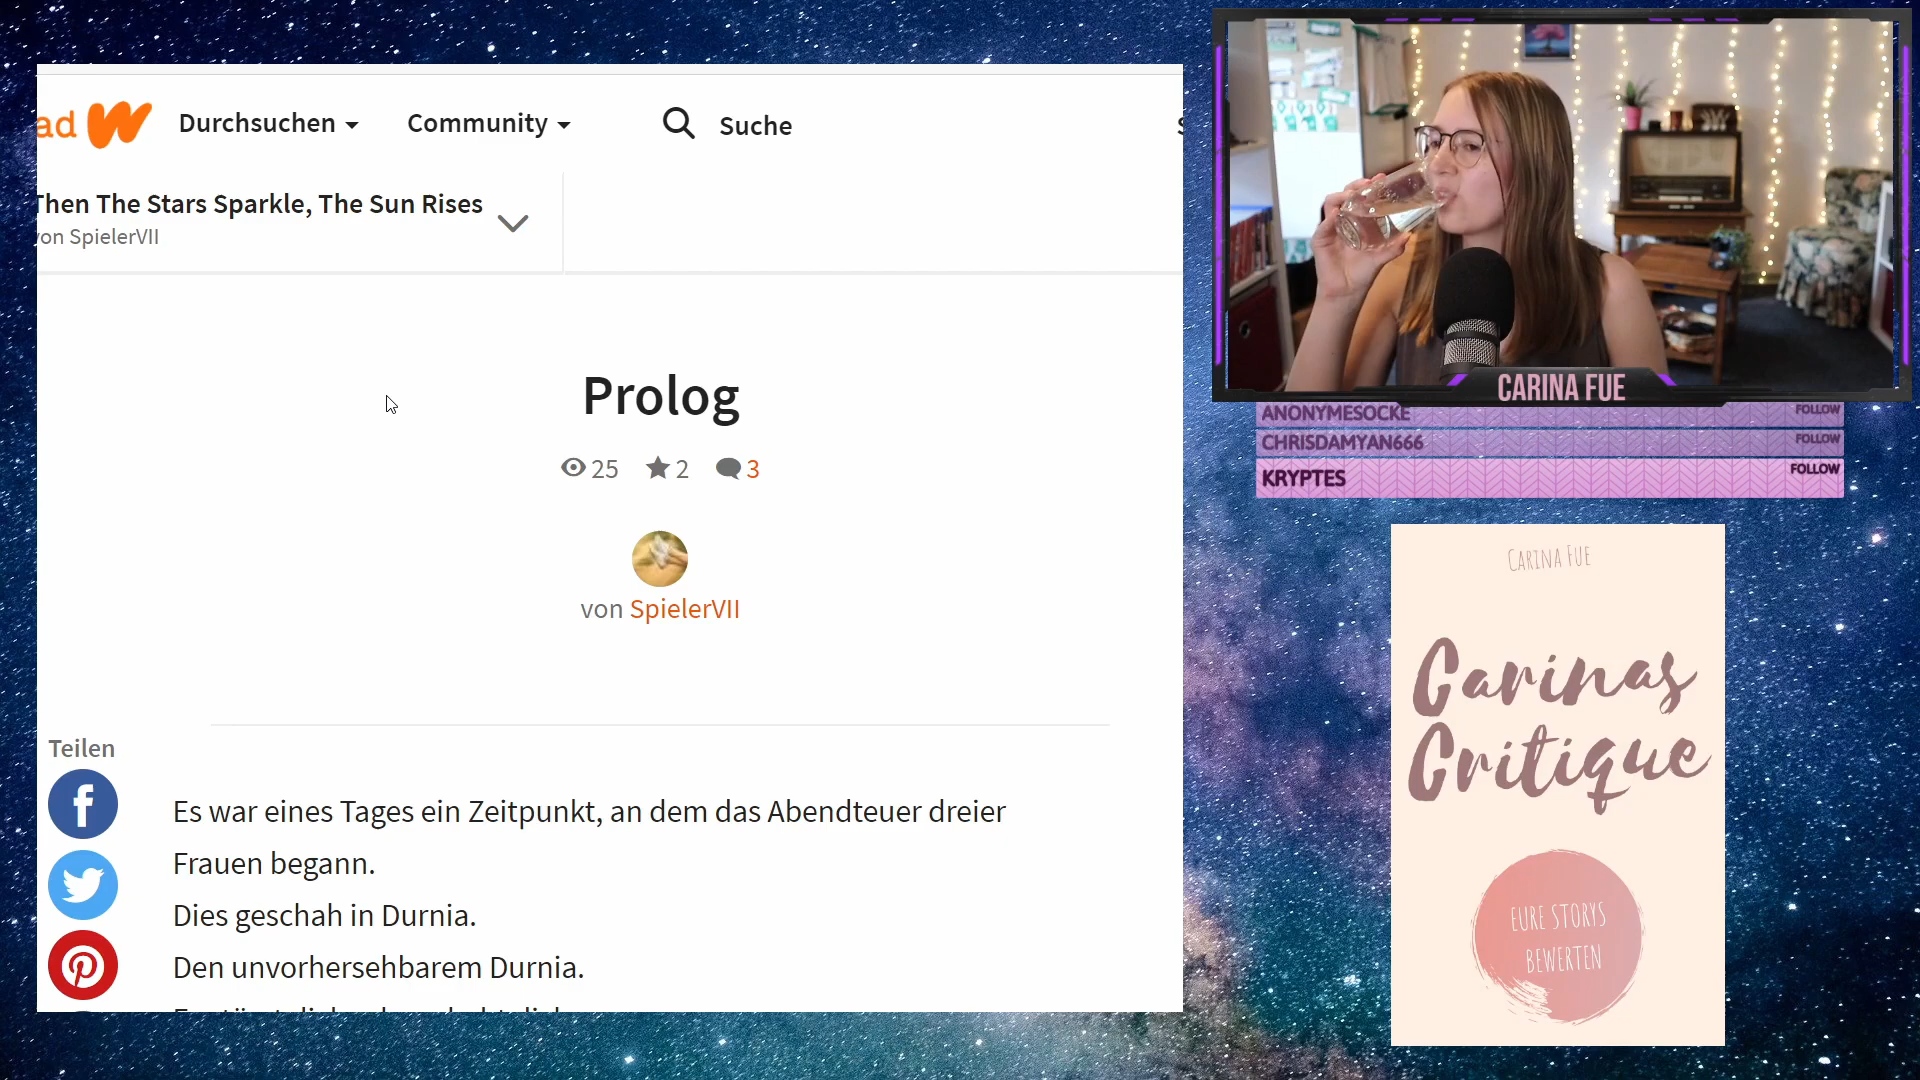 ad
Durchsuchen
Community
Suche
Then The Stars Sparkle, The Sun Rises
von SpielerVII
Prolog
25
2
3
von SpielerVII
Teilen
Es war eines Tages ein Zeitpunkt, an dem das Abendteuer dreier
Frauen begann.
Dies geschah in Durnia.
Den unvorhersehbarem Durnia.
CARINA FUE
ANONYMESOCKE FOLLOW
CHRISDAMYAN666 FOLLOW
KRYPTES FOLLOW
CARINA FUE
Carinas
Critique
EURE STORYS
BEWERTEN